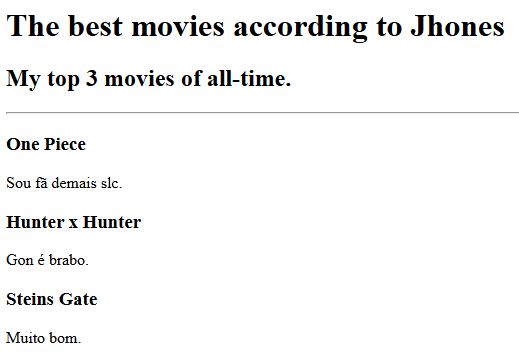 The best movies according to Jhones
My top 3 movies of all-time.
One Piece
Sou fã demais slc.
Hunter x Hunter
Gon é brabo.
Steins Gate
Muito bom.